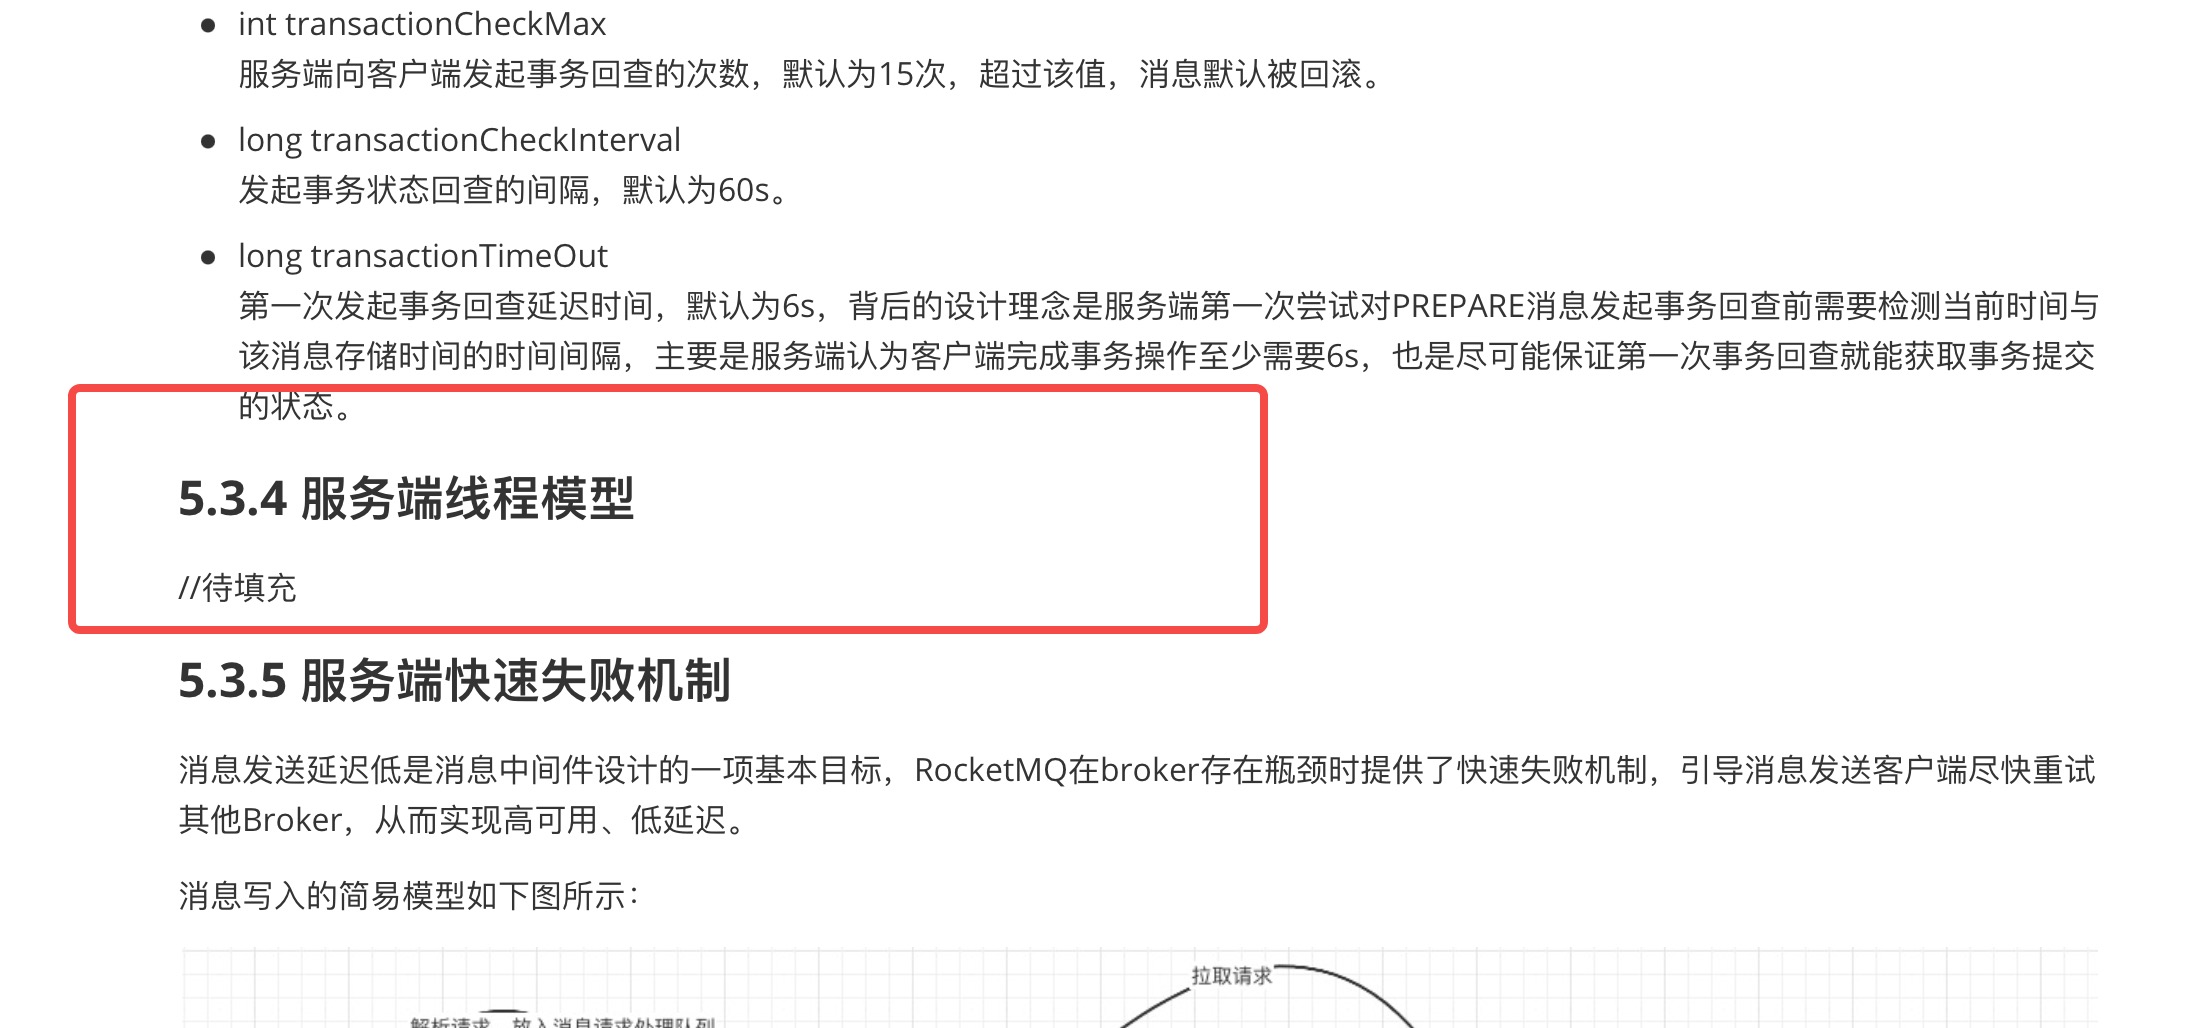 int transactionCheckMax
服务端向客户端发起事务回查的次数，默认为15次，超过该值，消息默认被回滚。
long transactionCheckInterval
发起事务状态回查的间隔，默认为60s。
long transactionTimeOut
第一次发起事务回查延迟时间，默认为6s，背后的设计理念是服务端第一次尝试对PREPARE消息发起事务回查前需要检测当前时间与
该消息存储时间的时间间隔，主要是服务端认为客户端完成事务操作至少需要6s，也是尽可能保证第一次事务回查就能获取事务提交
的状态。
5.3.4 服务端线程模型
//待填充
5.3.5 服务端快速失败机制
消息发送延迟低是消息中间件设计的一项基本目标，RocketMQ在broker存在瓶颈时提供了快速失败机制，引导消息发送客户端尽快重试
其他Broker，从而实现高可用、低延迟。
消息写入的简易模型如下图所示：
拉取请求
解析请求，放入消息请求处理队列